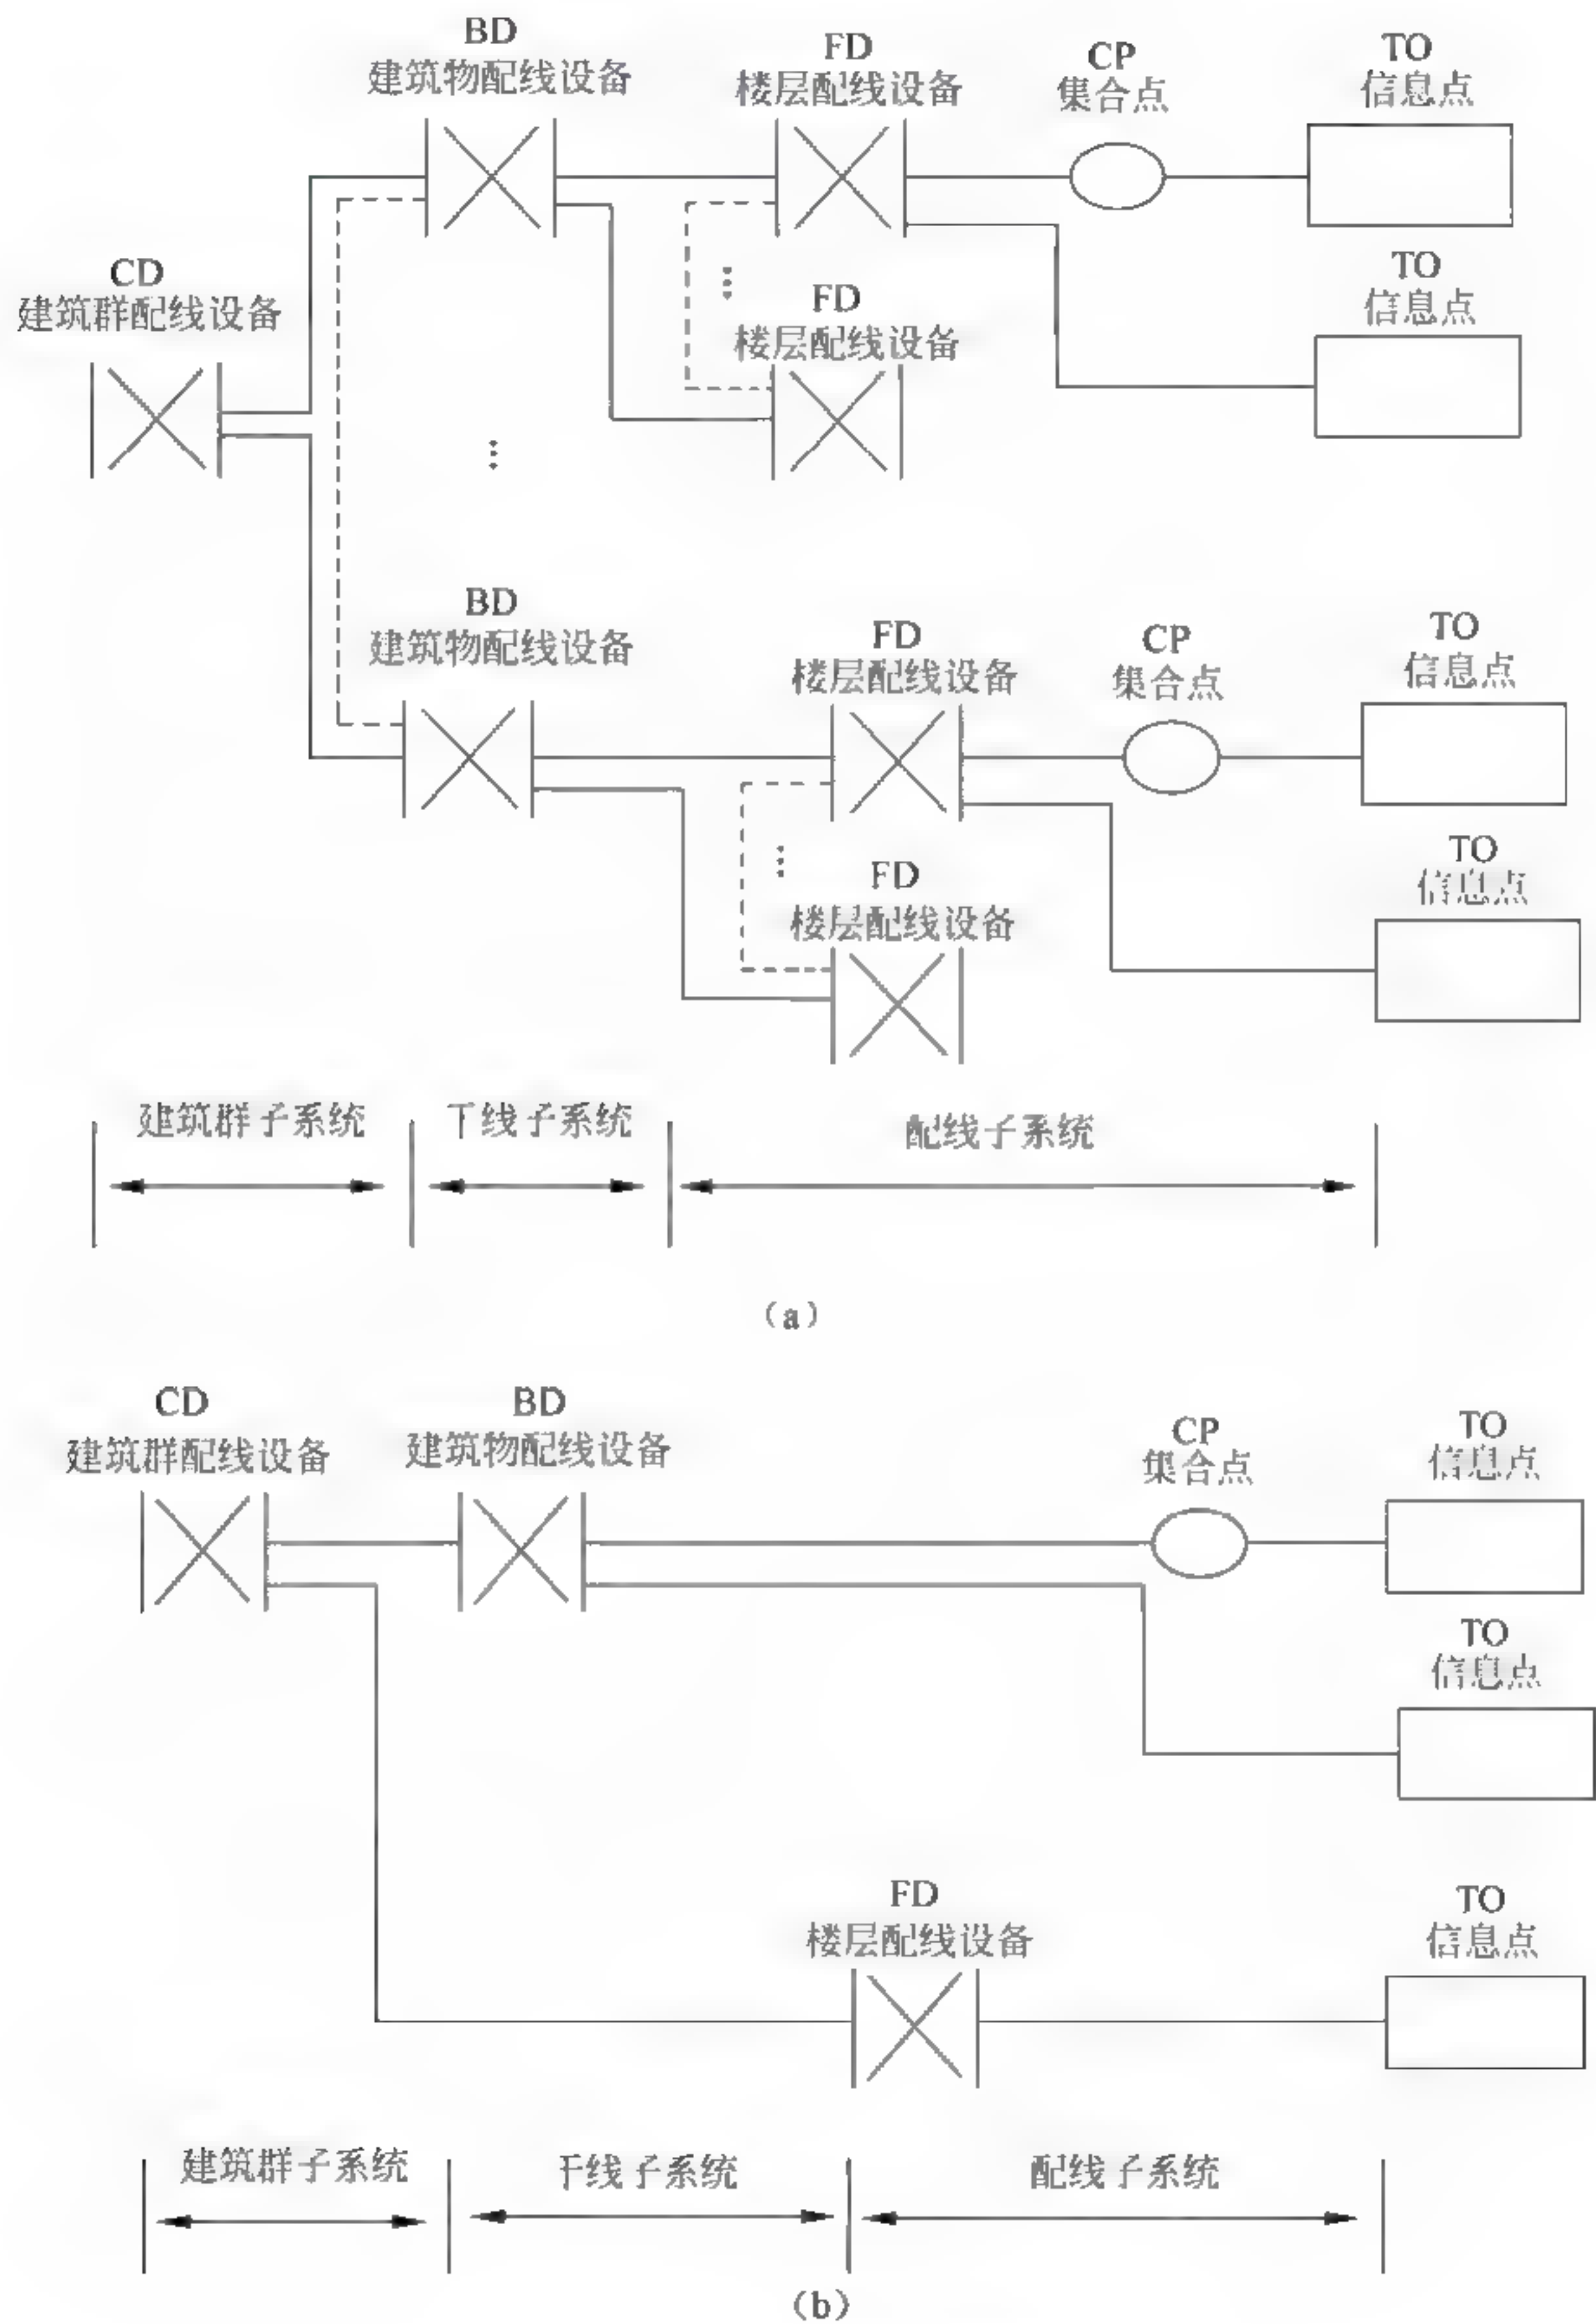 BD
建筑物配线设备
FD
楼层配线设备
CP
集合点
TO
信息点
CD
建筑群配线设备
FD
楼层配线设备
TO
信息点
BD
建筑物配线设备
FD
楼层配线设备
CP
集合点
TO
信息点
FD
楼层配线设备
TO
信息点
建筑群子系统
干线子系统
配线子系统
(a)
CD
建筑群配线设备
BD
建筑物配线设备
CP
集合点
TO
信息点
TO
信息点
FD
楼层配线设备
TO
信息点
建筑群子系统
干线子系统
配线子系统
(b)